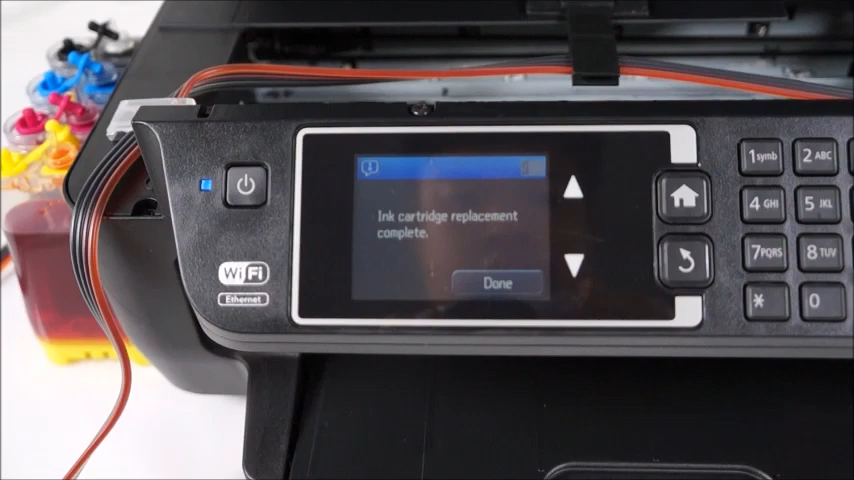 Ink cartridge replacement
complete.
Done
WiFi
Ethernet
1symb
2ABC
4GHI
5JKL
7PQRS
8TUV
*
0